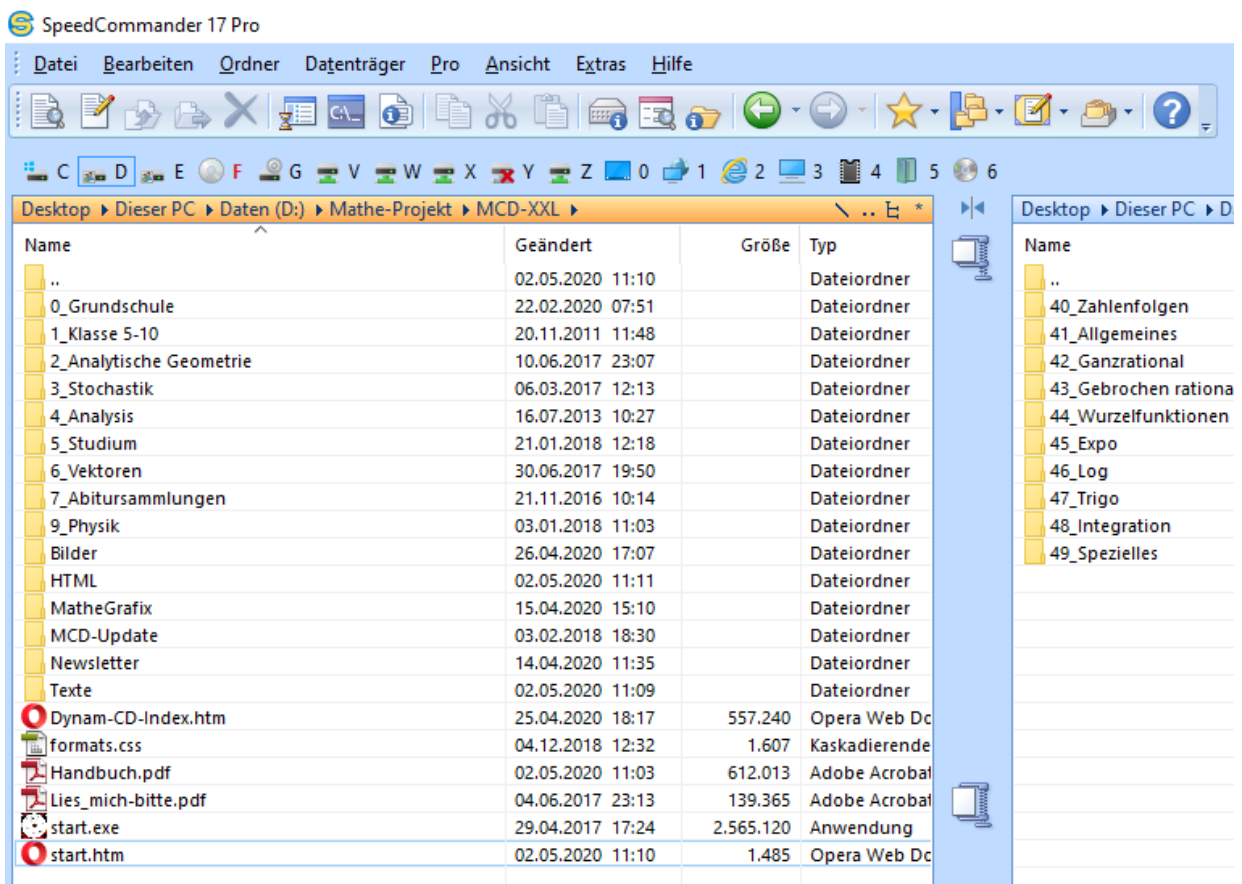 SpeedCommander 17 Pro
Datei Bearbeiten Ordner Datenträger Pro Ansicht Extras Hilfe
C:\_
C D E F G V W X Y Z 0 1 2 3 4 5 6
Desktop Dieser PC Daten (D:) Mathe-Projekt MCD-XXL \ .. *
Name Geändert Größe Typ
.. 02.05.2020 11:10 Dateiordner
0_Grundschule 22.02.2020 07:51 Dateiordner
1_Klasse 5-10 20.11.2011 11:48 Dateiordner
2_Analytische Geometrie 10.06.2017 23:07 Dateiordner
3_Stochastik 06.03.2017 12:13 Dateiordner
4_Analysis 16.07.2013 10:27 Dateiordner
5_Studium 21.01.2018 12:18 Dateiordner
6_Vektoren 30.06.2017 19:50 Dateiordner
7_Abitursammlungen 21.11.2016 10:14 Dateiordner
9_Physik 03.01.2018 11:03 Dateiordner
Bilder 26.04.2020 17:07 Dateiordner
HTML 02.05.2020 11:11 Dateiordner
MatheGrafix 15.04.2020 15:10 Dateiordner
MCD-Update 03.02.2018 18:30 Dateiordner
Newsletter 14.04.2020 11:35 Dateiordner
Texte 02.05.2020 11:09 Dateiordner
Dynam-CD-Index.htm 25.04.2020 18:17 557.240 Opera Web Do
formats.css 04.12.2018 12:32 1.607 Kaskadierende
Handbuch.pdf 02.05.2020 11:03 612.013 Adobe Acrobat
Lies_mich-bitte.pdf 04.06.2017 23:13 139.365 Adobe Acrobat
start.exe 29.04.2017 17:24 2.565.120 Anwendung
start.htm 02.05.2020 11:10 1.485 Opera Web Do
Desktop Dieser PC D
Name
..
40_Zahlenfolgen
41_Allgemeines
42_Ganzrational
43_Gebrochen rationa
44_Wurzelfunktionen
45_Expo
46_Log
47_Trigo
48_Integration
49_Spezielles